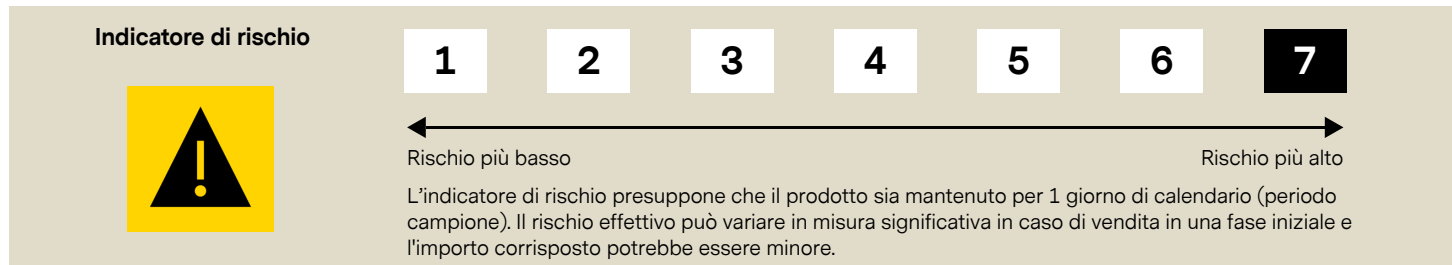 Indicatore di rischio
1 2 3 4 5 6 7
Rischio più basso Rischio più alto
L’indicatore di rischio presuppone che il prodotto sia mantenuto per 1 giorno di calendario (periodo
campione). Il rischio effettivo può variare in misura significativa in caso di vendita in una fase iniziale e
l'importo corrisposto potrebbe essere minore.